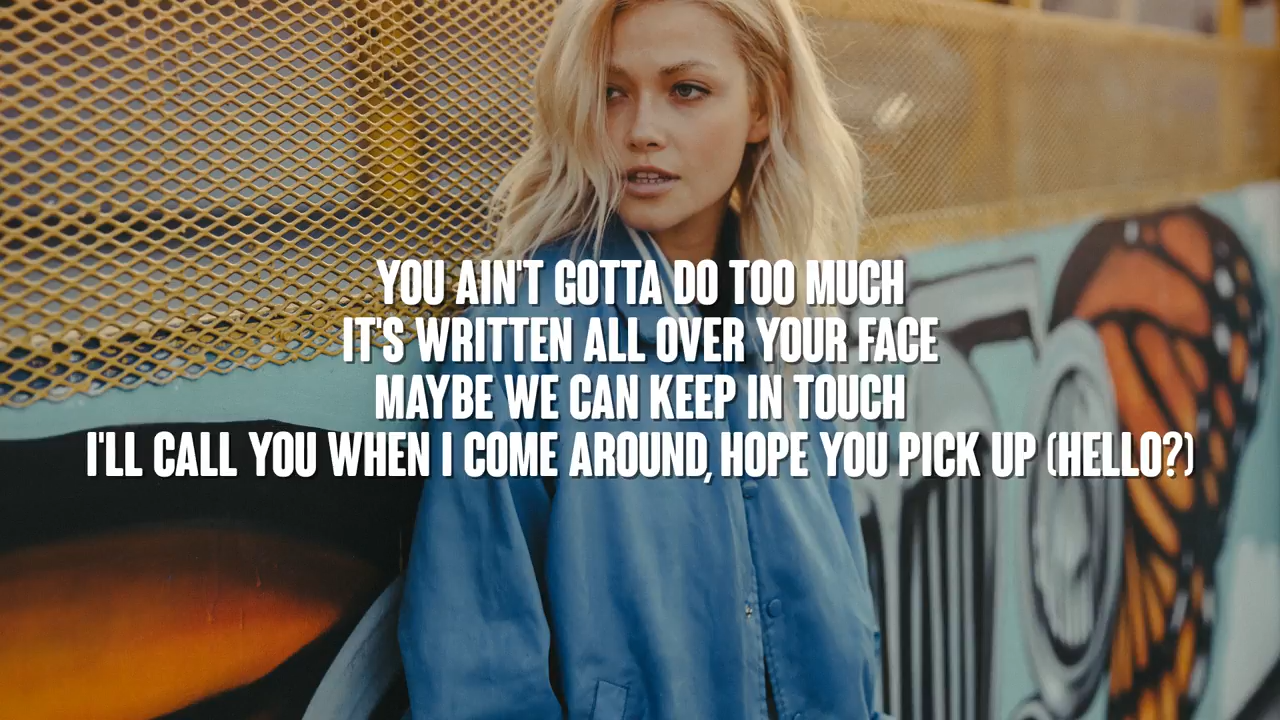 YOU AIN'T GOTTA DO TOO MUCH
IT'S WRITTEN ALL OVER YOUR FACE
MAYBE WE CAN KEEP IN TOUCH
I'LL CALL YOU WHEN I COME AROUND, HOPE YOU PICK UP (HELLO?)